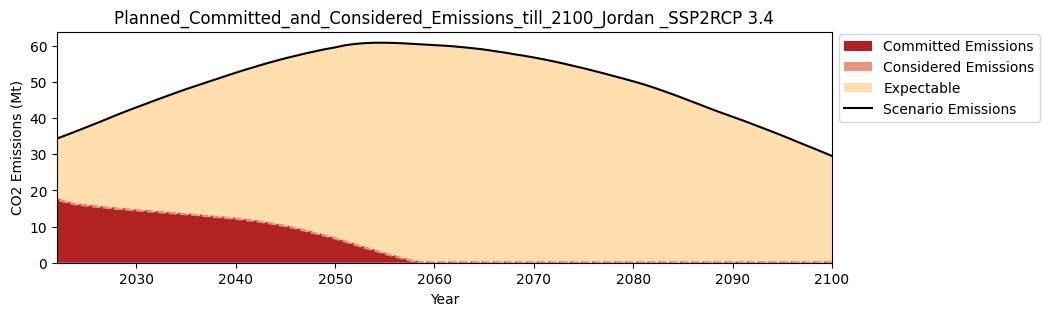 Planned_Committed_and_Considered_Emissions_till_2100_Jordan _SSP2RCP 3.4
CO2 Emissions (Mt)
60
50
40
30
20
10
0
2030
2040
2050
2060
2070
2080
2090
2100
Year
Committed Emissions
Considered Emissions
Expectable
Scenario Emissions